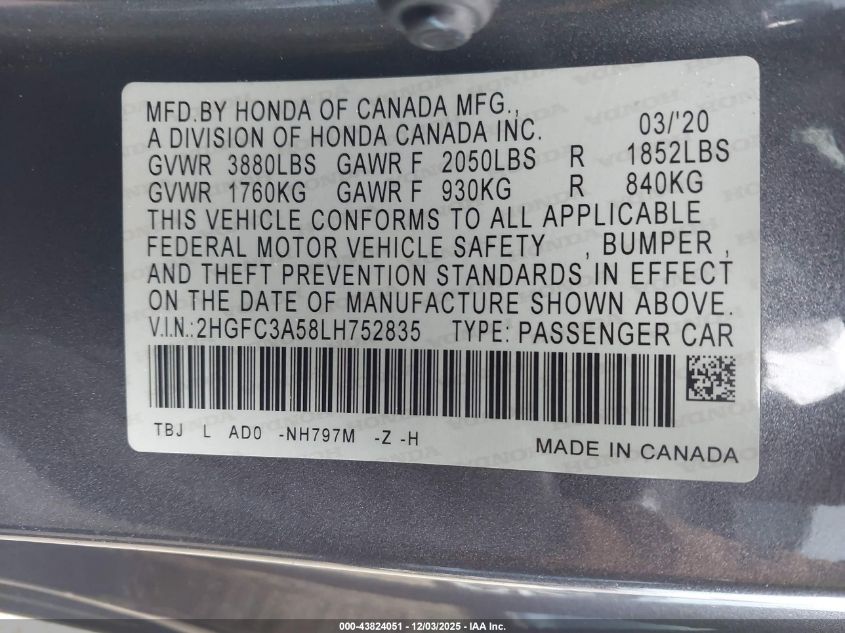 MFD.BY HONDA OF CANADA MFG.,
A DIVISION OF HONDA CANADA INC. 03/'20
GVWR 3880LBS GAWR F 2050LBS R 1852LBS
GVWR 1760KG GAWR F 930KG R 840KG
THIS VEHICLE CONFORMS TO ALL APPLICABLE
FEDERAL MOTOR VEHICLE SAFETY , BUMPER ,
AND THEFT PREVENTION STANDARDS IN EFFECT
ON THE DATE OF MANUFACTURE SHOWN ABOVE.
V.I.N.:2HGFC3A58LH752835 TYPE: PASSENGER CAR
TBJ L AD0 -NH797M -Z -H
MADE IN CANADA
000-43824051 - 12/03/2025 - IAA Inc.